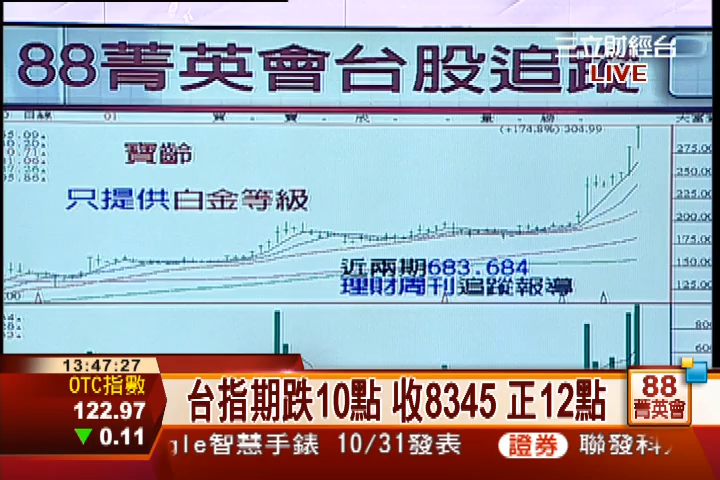 三立財經台
LIVE
88菁英會台股追蹤
日線 01
(+174.8%) 304.99
寶齡
275.00
250.00
225.00
只提供白金等級
200.00
175.00
近兩期683.684
150.00
理財周刊追蹤報導
125.00
13:47:27
OTC指數
122.97
▼0.11
台指期跌10點 收8345 正12點
88
菁英會
gle智慧手錶 10/31發表 證券 聯發科